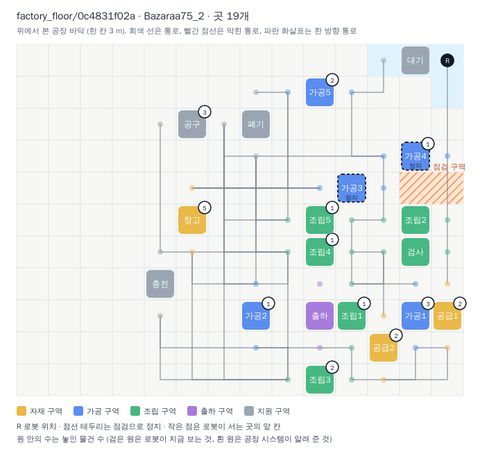 factory_floor/0c4831f02a · Bazaraa75_2 · 곳 19개
위에서 본 공장 바닥 (한 칸 3 m). 회색 선은 통로, 빨간 점선은 막힌 통로, 파란 화살표는 한 방향 통로
대기
R
2
가공5
3
공구
폐기
1
가공4
정지
점검 구역
가공3
정지
5
창고
1
조립5
조립2
1
조립4
검사
충전
1
가공2
출하
1
조립1
3
가공1
2
공급1
2
공급2
2
조립3
자재 구역
가공 구역
조립 구역
출하 구역
지원 구역
R 로봇 위치 · 점선 테두리는 점검으로 정지 · 작은 점은 로봇이 서는 곳의 앞 칸
원 안의 수는 놓인 물건 수 (검은 원은 로봇이 지금 보는 것, 흰 원은 공장 시스템이 알려 준 것)